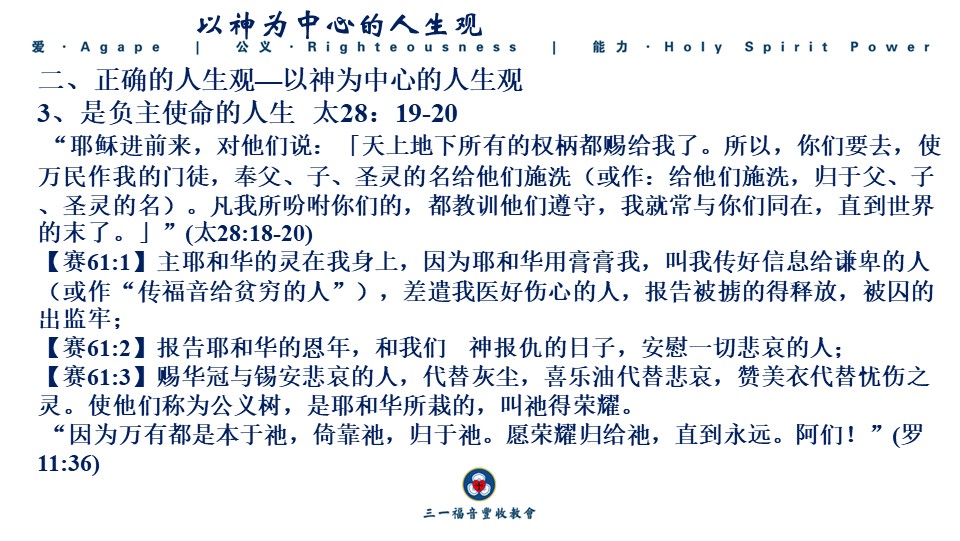 以神为中心的人生观
爱 · Agape | 公义 · Righteousness | 能力 · Holy Spirit Power
二、正确的人生观—以神为中心的人生观
3、是负主使命的人生 太28：19-20
“耶稣进前来，对他们说：「天上地下所有的权柄都赐给我了。所以，你们要去，使
万民作我的门徒，奉父、子、圣灵的名给他们施洗（或作：给他们施洗，归于父、子
、圣灵的名）。凡我所吩咐你们的，都教训他们遵守，我就常与你们同在，直到世界
的末了。」”(太28:18-20)
【赛61:1】主耶和华的灵在我身上，因为耶和华用膏膏我，叫我传好信息给谦卑的人
（或作“传福音给贫穷的人”），差遣我医好伤心的人，报告被掳的得释放，被囚的
出监牢；
【赛61:2】报告耶和华的恩年，和我们　神报仇的日子，安慰一切悲哀的人；
【赛61:3】赐华冠与锡安悲哀的人，代替灰尘，喜乐油代替悲哀，赞美衣代替忧伤之
灵。使他们称为公义树，是耶和华所栽的，叫祂得荣耀。
“因为万有都是本于祂，倚靠祂，归于祂。愿荣耀归给祂，直到永远。阿们！”(罗
11:36)
三一福音豐收教會